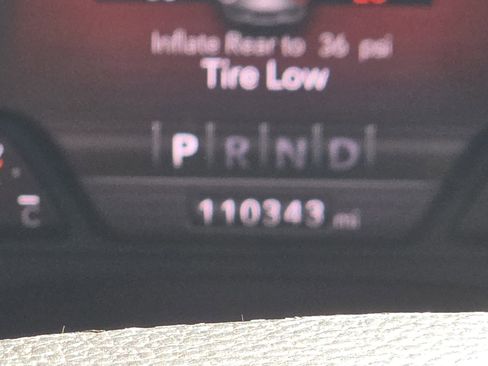 Inflate Rear to 36 psi
Tire Low
P R N D
110343 mi
C